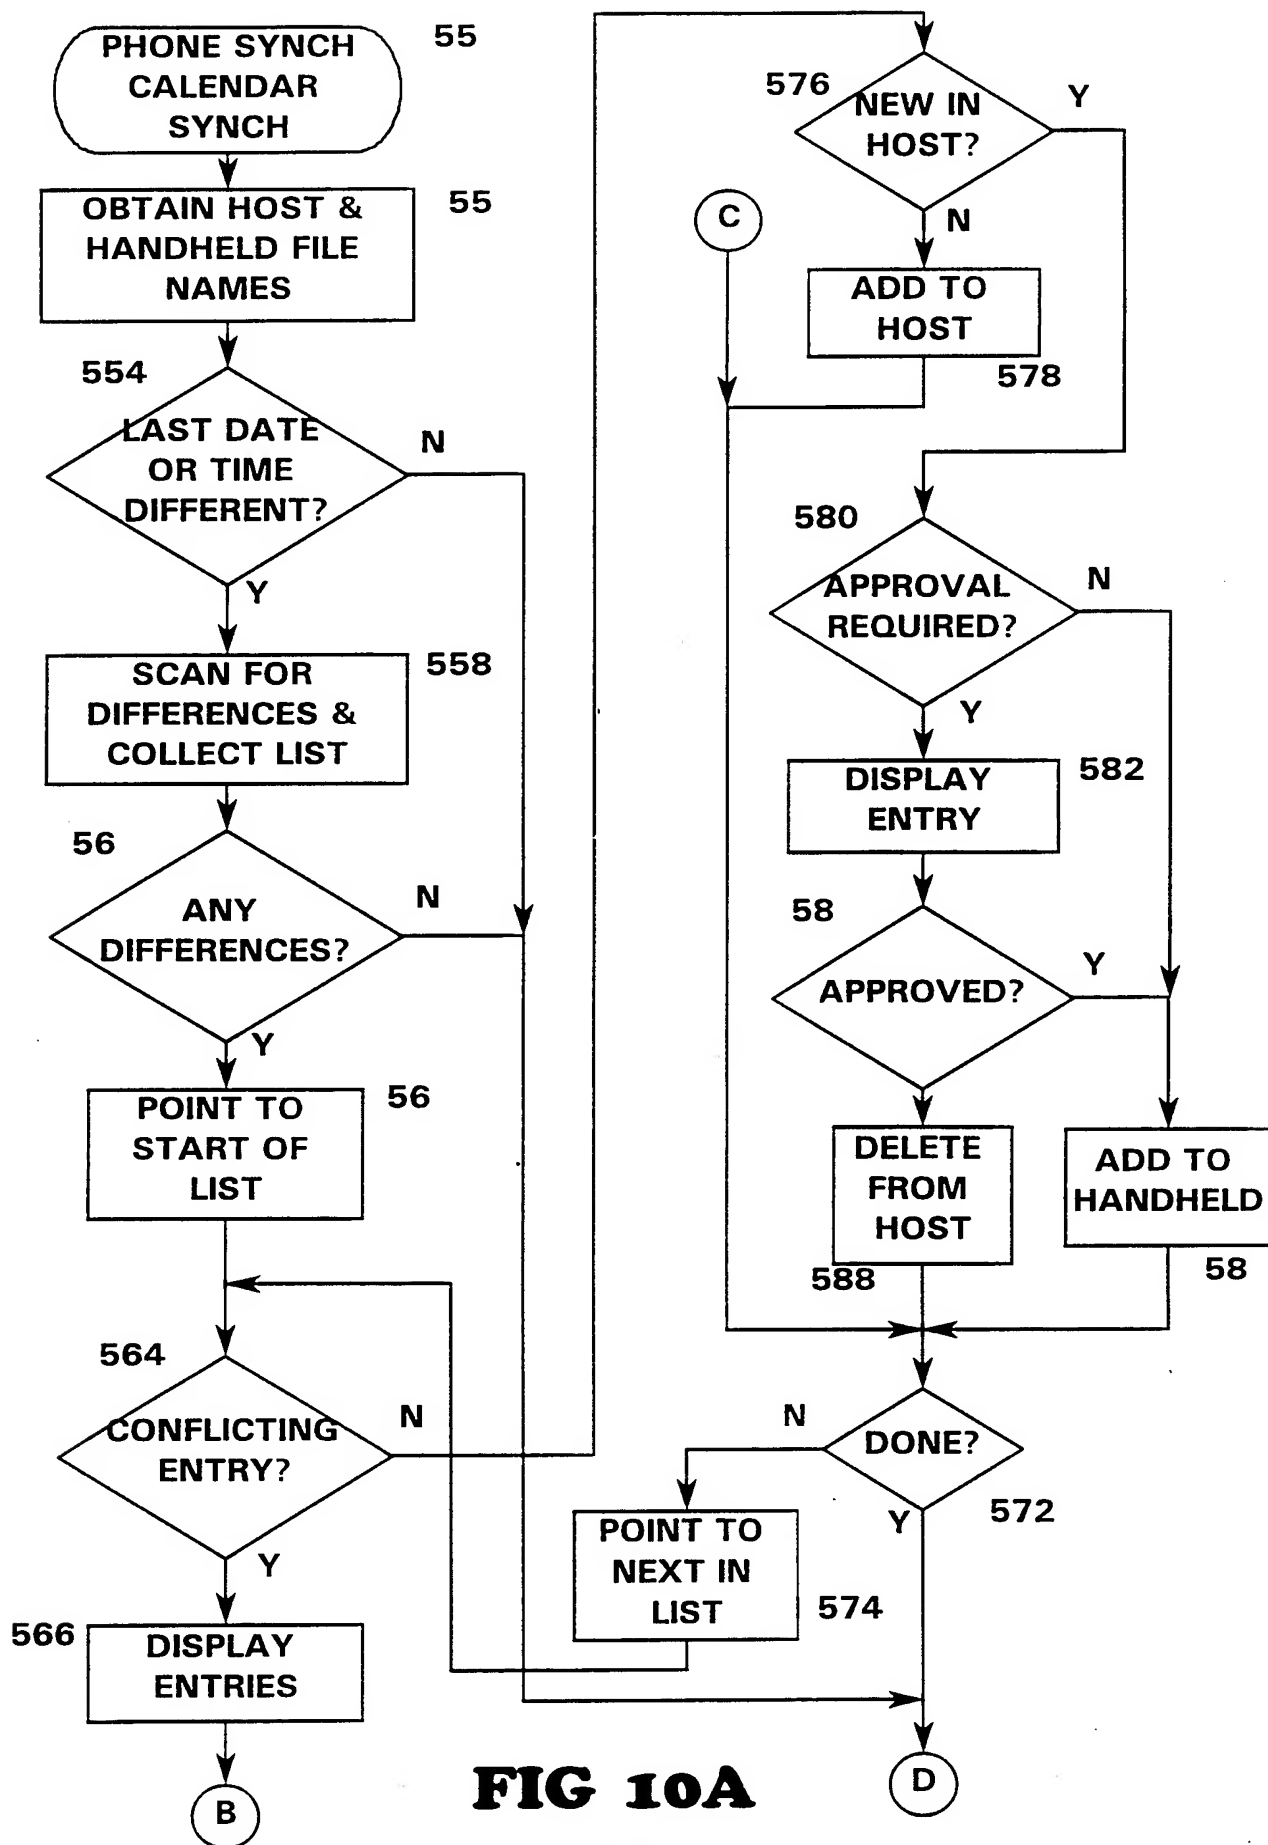 PHONE SYNCH
CALENDAR
SYNCH
55
OBTAIN HOST &
HANDHELD FILE
NAMES
55
554
LAST DATE
OR TIME
DIFFERENT?
N
Y
SCAN FOR
DIFFERENCES &
COLLECT LIST
558
56
ANY
DIFFERENCES?
N
Y
POINT TO
START OF
LIST
56
564
CONFLICTING
ENTRY?
N
Y
566
DISPLAY
ENTRIES
B
576
NEW IN
HOST?
Y
N
C
ADD TO
HOST
578
580
APPROVAL
REQUIRED?
N
Y
DISPLAY
ENTRY
582
58
APPROVED?
Y
DELETE
FROM
HOST
588
ADD TO
HANDHELD
58
DONE?
N
Y
572
POINT TO
NEXT IN
LIST
574
D
FIG 10A